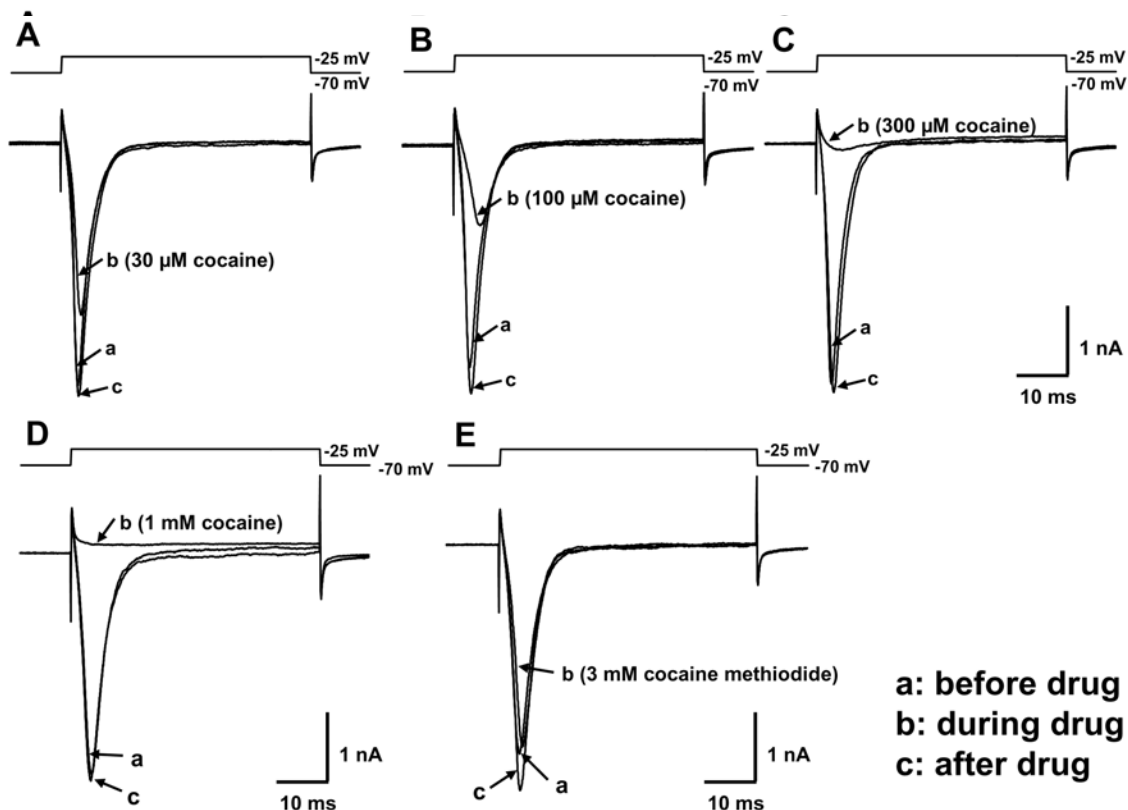 A
-25 mV
-70 mV
b (30 µM cocaine)
a
c
B
-25 mV
-70 mV
b (100 µM cocaine)
a
c
C
-25 mV
-70 mV
b (300 µM cocaine)
a
c
1 nA
10 ms
D
-25 mV
-70 mV
b (1 mM cocaine)
a
c
1 nA
10 ms
E
-25 mV
-70 mV
b (3 mM cocaine methiodide)
c
a
1 nA
10 ms
a: before drug
b: during drug
c: after drug